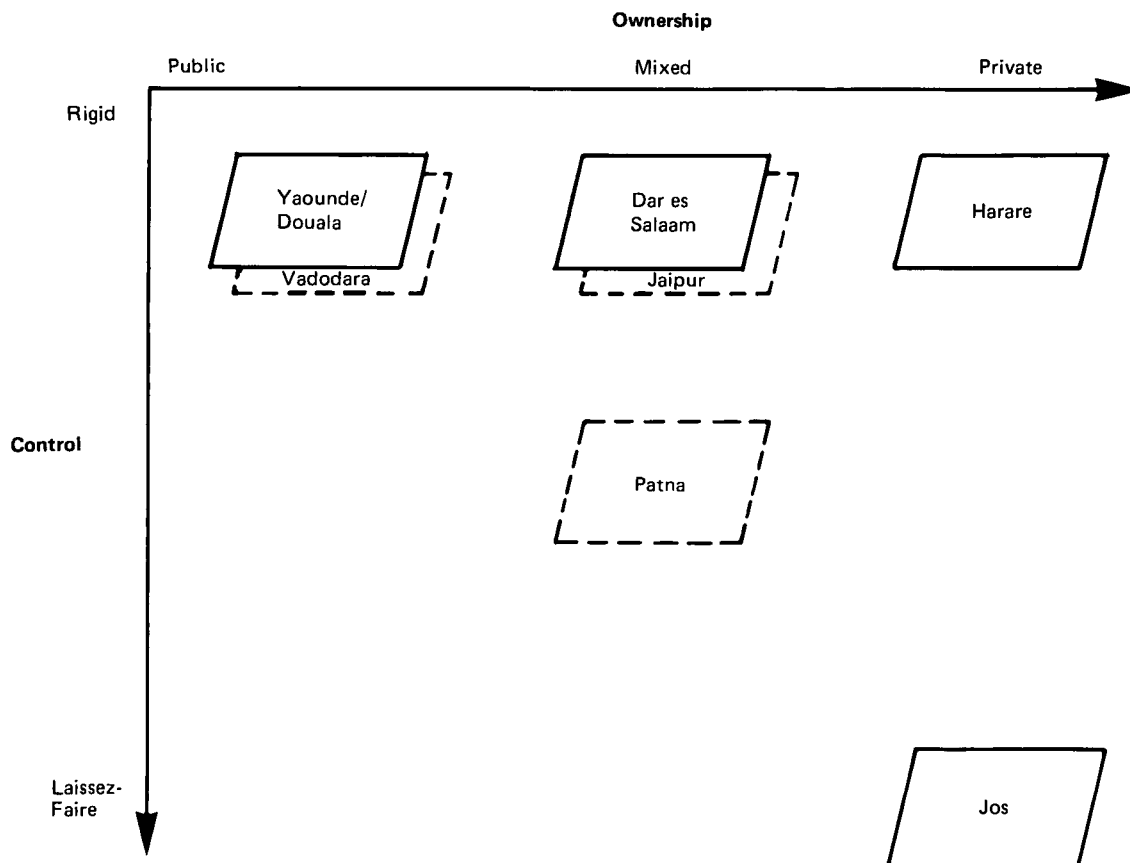 Ownership
Public
Mixed
Private
Rigid
Yaounde/
Douala
Dar es
Salaam
Harare
Vadodara
Jaipur
Control
Patna
Laissez-
Faire
Jos